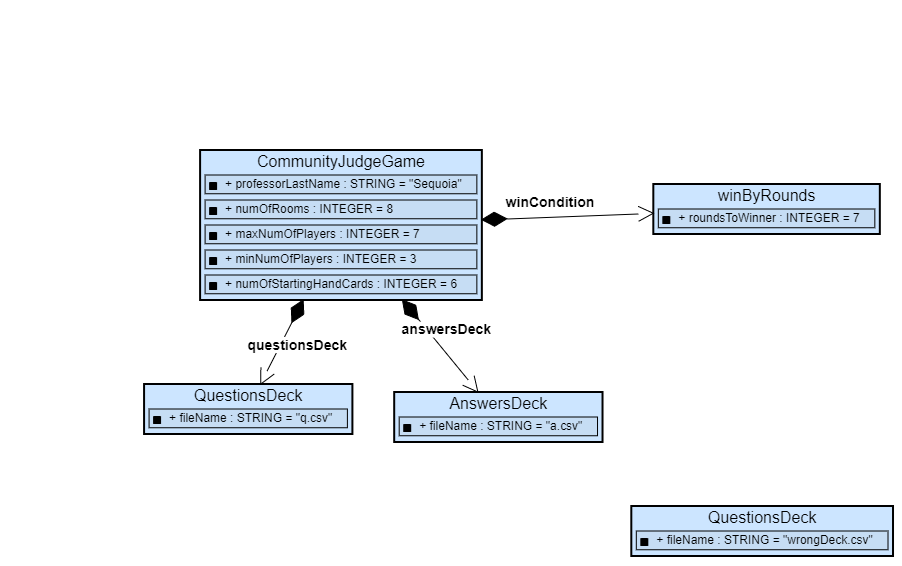 CommunityJudgeGame
+ professorLastName : STRING = "Sequoia"
+ numOfRooms : INTEGER = 8
+ maxNumOfPlayers : INTEGER = 7
+ minNumOfPlayers : INTEGER = 3
+ numOfStartingHandCards : INTEGER = 6
winCondition
winByRounds
+ roundsToWinner : INTEGER = 7
questionsDeck
answersDeck
QuestionsDeck
+ fileName : STRING = "q.csv"
AnswersDeck
+ fileName : STRING = "a.csv"
QuestionsDeck
+ fileName : STRING = "wrongDeck.csv"